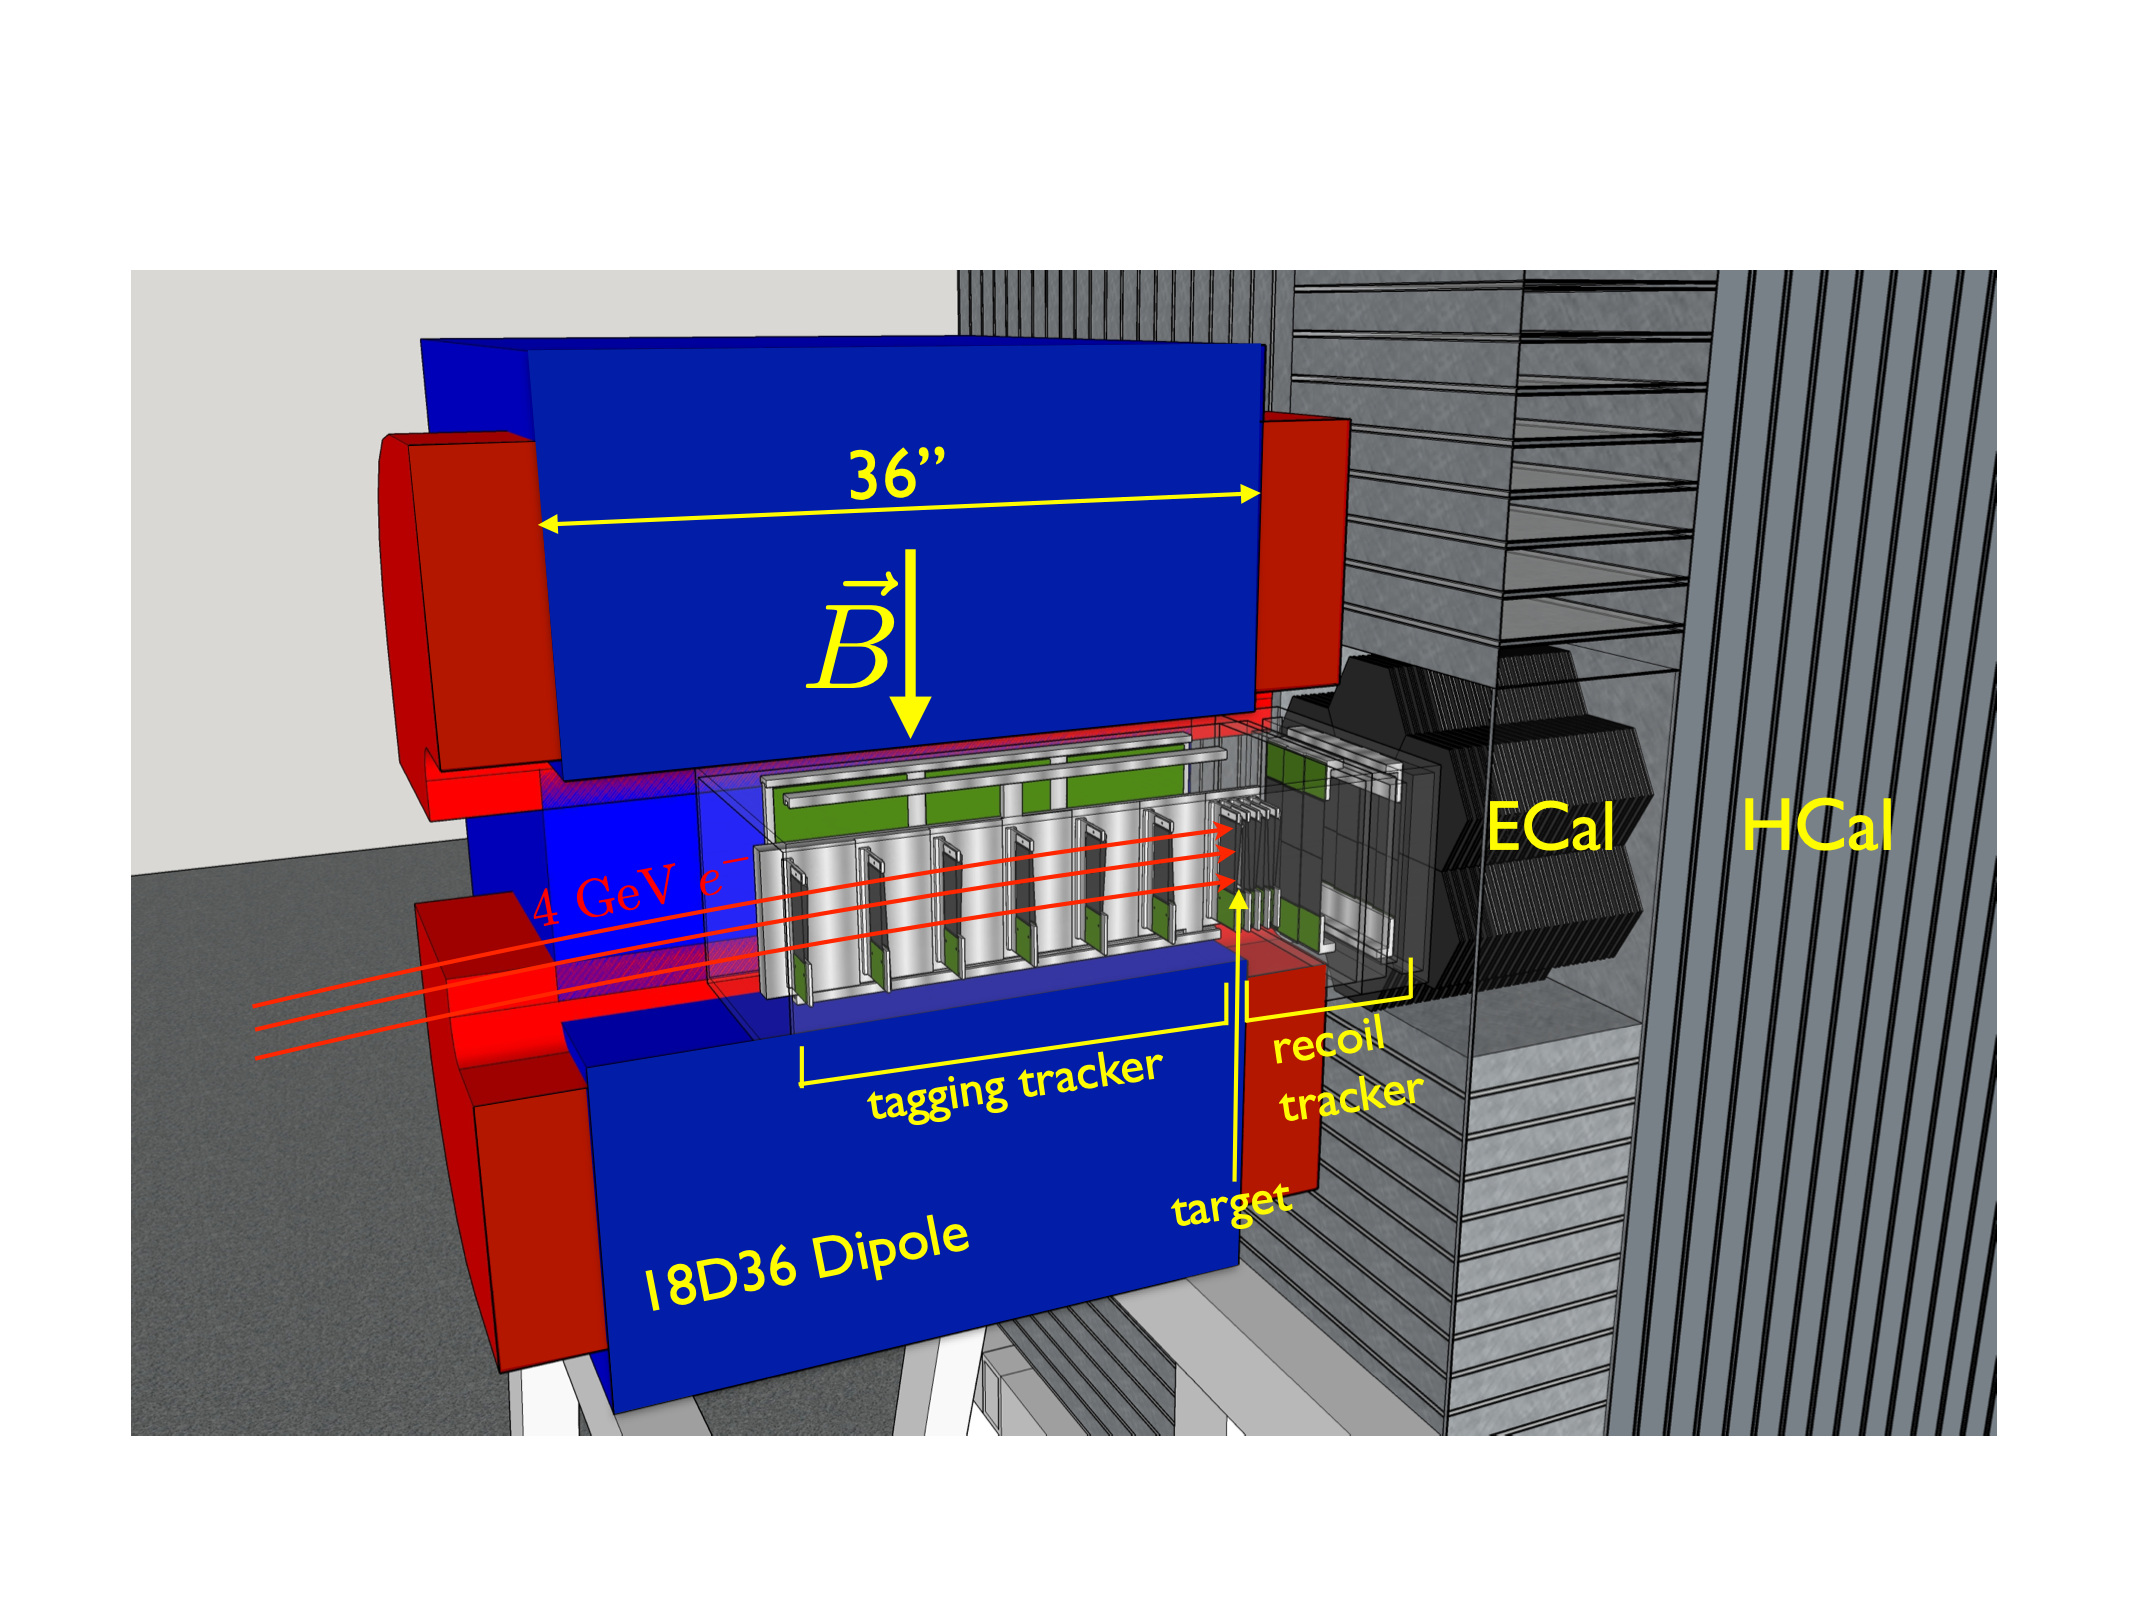 36”
B
4 GeV e−
ECal
HCal
recoil
tracker
tagging tracker
target
18D36 Dipole